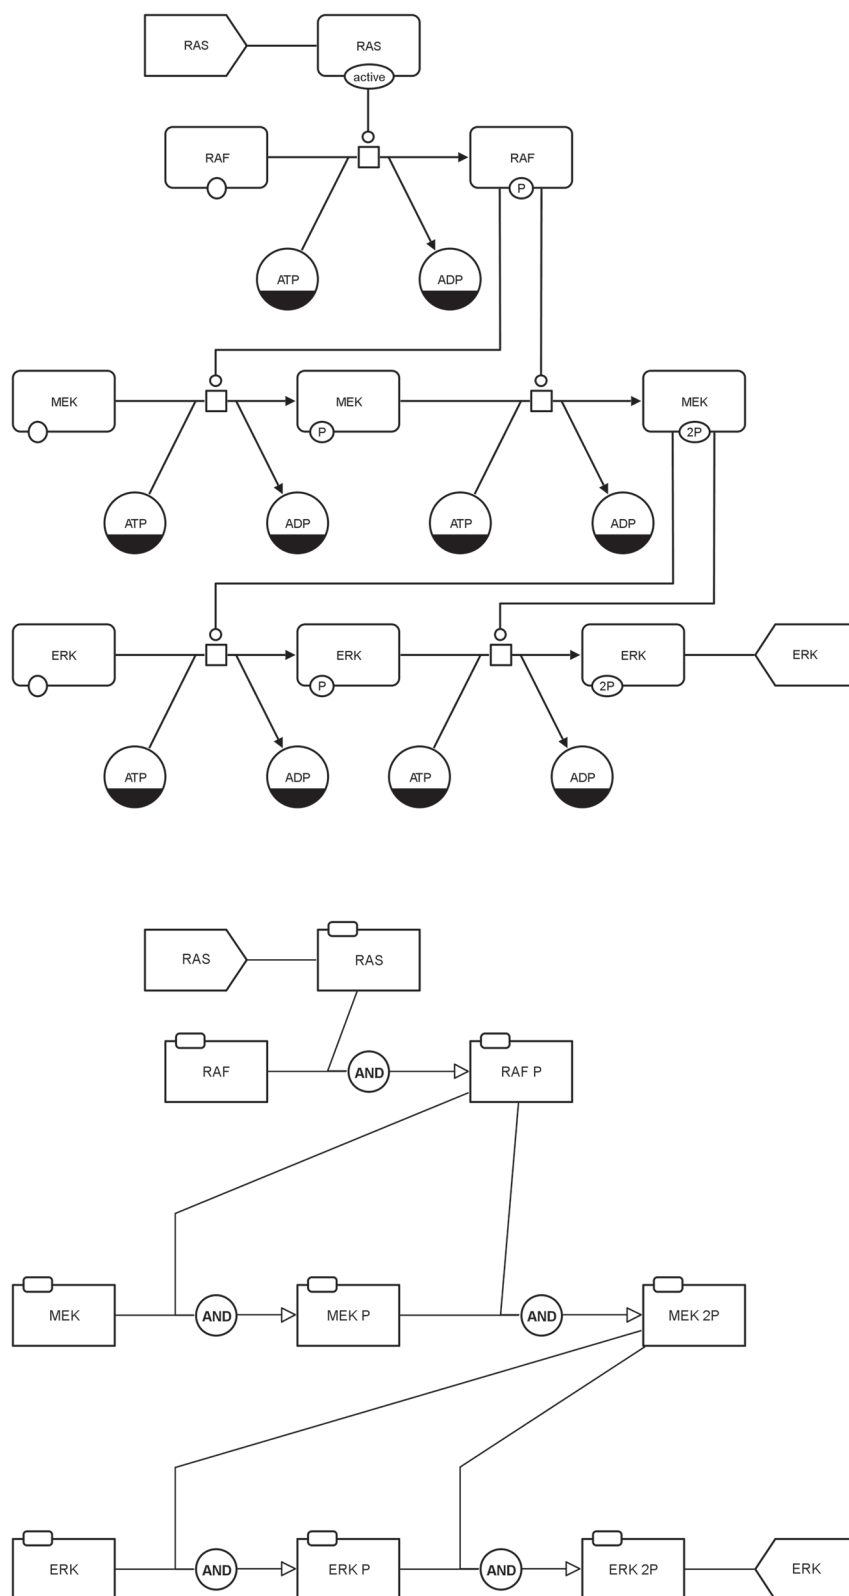 RAS
RAS
active
RAF
RAF
P
ATP
ADP
MEK
MEK
P
MEK
2P
ATP
ADP
ATP
ADP
ERK
ERK
P
ERK
2P
ERK
ATP
ADP
ATP
ADP
RAS
RAS
RAF
AND
RAF P
MEK
AND
MEK P
AND
MEK 2P
ERK
AND
ERK P
AND
ERK 2P
ERK